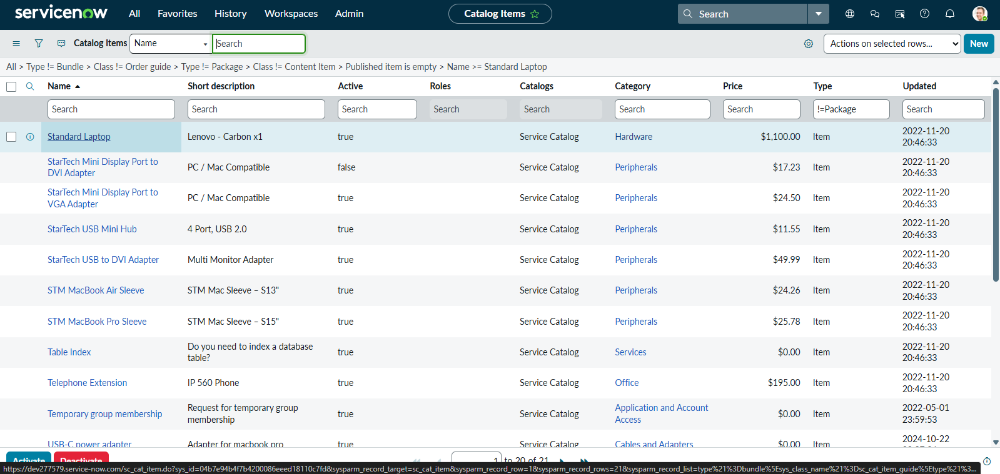 servicenow All Favorites History Workspaces Admin Catalog Items Search
Catalog Items Name Search Actions on selected rows... New
All > Type != Bundle > Class != Order guide > Type != Package > Class != Content Item > Published item is empty > Name >= Standard Laptop
Name Short description Active Roles Catalogs Category Price Type Updated
Search Search Search Search Search Search Search !=Package Search
Standard Laptop Lenovo - Carbon x1 true Service Catalog Hardware $1,100.00 Item 2022-11-20
20:46:33
StarTech Mini Display Port to
DVI Adapter PC / Mac Compatible false Service Catalog Peripherals $17.23 Item 2022-11-20
20:46:33
StarTech Mini Display Port to
VGA Adapter PC / Mac Compatible true Service Catalog Peripherals $24.50 Item 2022-11-20
20:46:33
StarTech USB Mini Hub 4 Port, USB 2.0 true Service Catalog Peripherals $11.55 Item 2022-11-20
20:46:33
StarTech USB to DVI Adapter Multi Monitor Adapter true Service Catalog Peripherals $49.99 Item 2022-11-20
20:46:33
STM MacBook Air Sleeve STM Mac Sleeve – S13" true Service Catalog Peripherals $24.26 Item 2022-11-20
20:46:33
STM MacBook Pro Sleeve STM Mac Sleeve – S15" true Service Catalog Peripherals $25.78 Item 2022-11-20
20:46:33
Table Index Do you need to index a database
table? true Service Catalog Services $0.00 Item 2022-11-20
20:46:33
Telephone Extension IP 560 Phone true Service Catalog Office $195.00 Item 2022-11-20
20:46:33
Temporary group membership Request for temporary group
membership true Service Catalog Application and Account
Access $0.00 Item 2022-05-01
23:59:53
USB-C power adapter Adapter for macbook pro true Service Catalog Cables and Adapters $0.00 Item 2024-10-22
Activate Deactivate 1 to 20 of 21
https://dev277579.service-now.com/sc_cat_item.do?sys_id=04b7e94b4f7b4200086eeed18110c7fd&sysparm_record_target=sc_cat_item&sysparm_record_row=1&sysparm_record_rows=21&sysparm_record_list=type%21%3Dbundle%5Esys_class_name%21%3Dsc_cat_item_guide%5Etype%21%3...